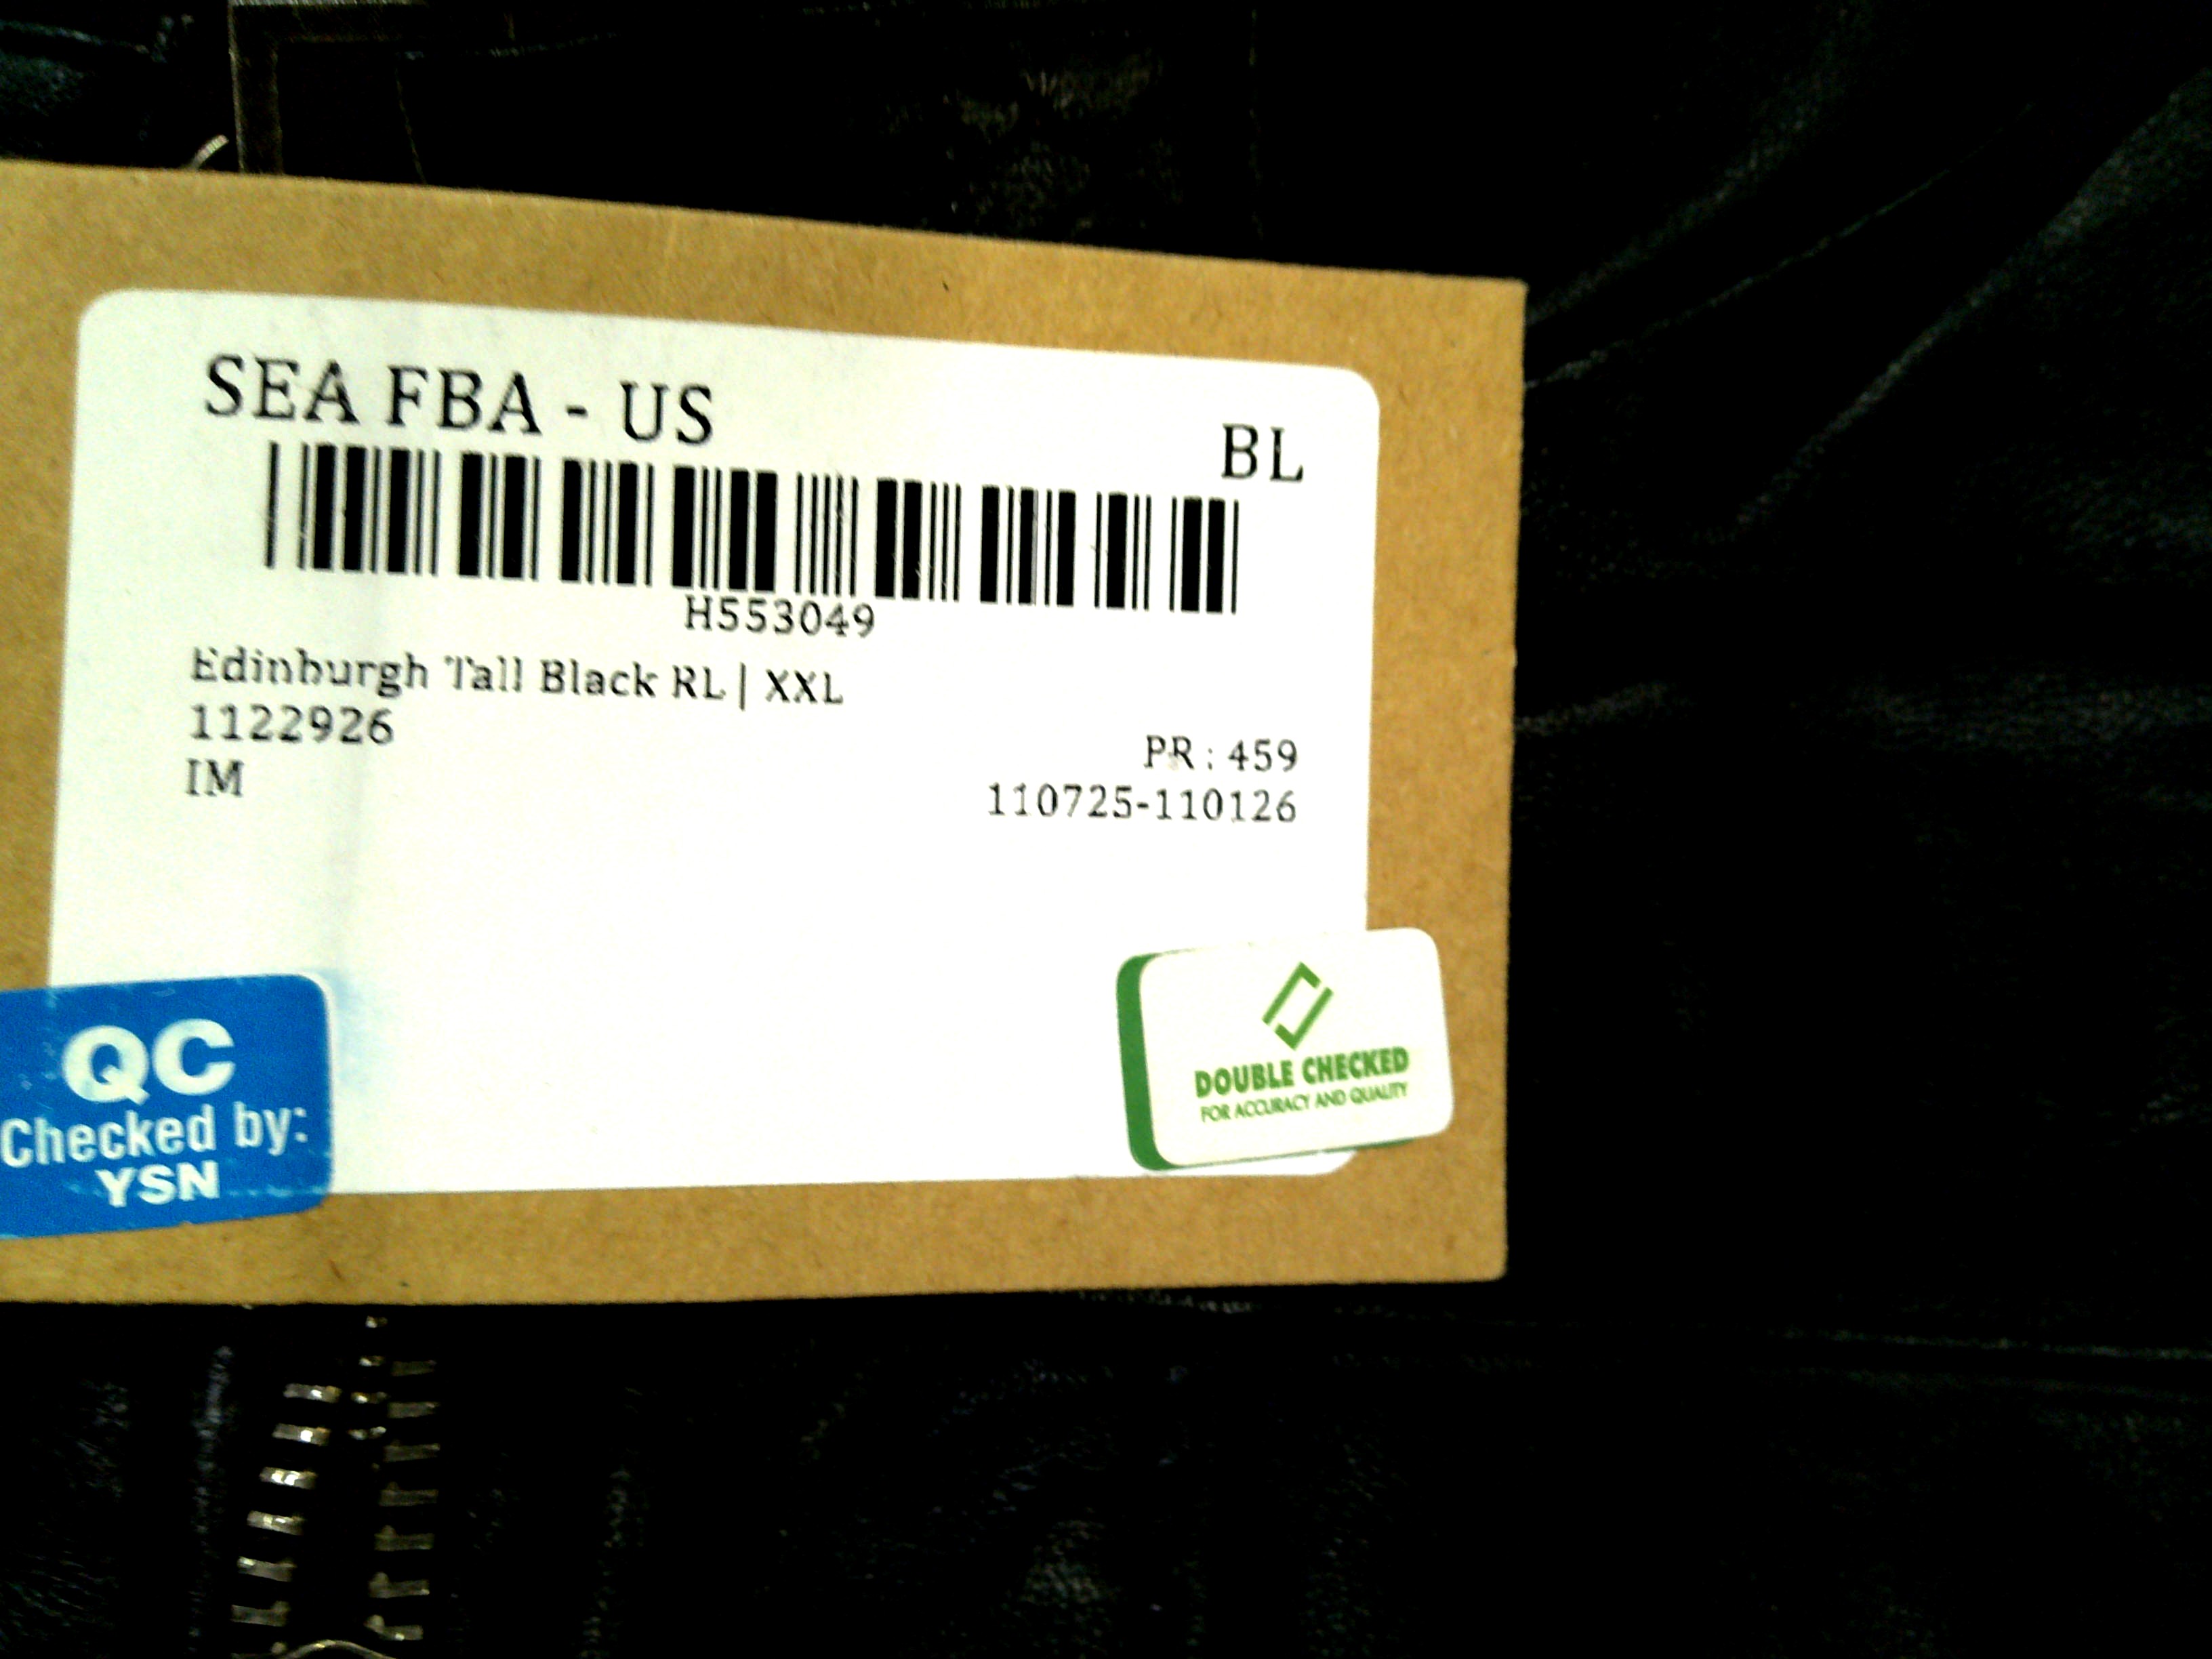 SEA FBA - US
BL
H553049
Edinburgh Tall Black RL | XXL
1122926
PR : 459
IM
110725-110126
QC
Checked by:
YSN
DOUBLE CHECKED
FOR ACCURACY AND QUALITY